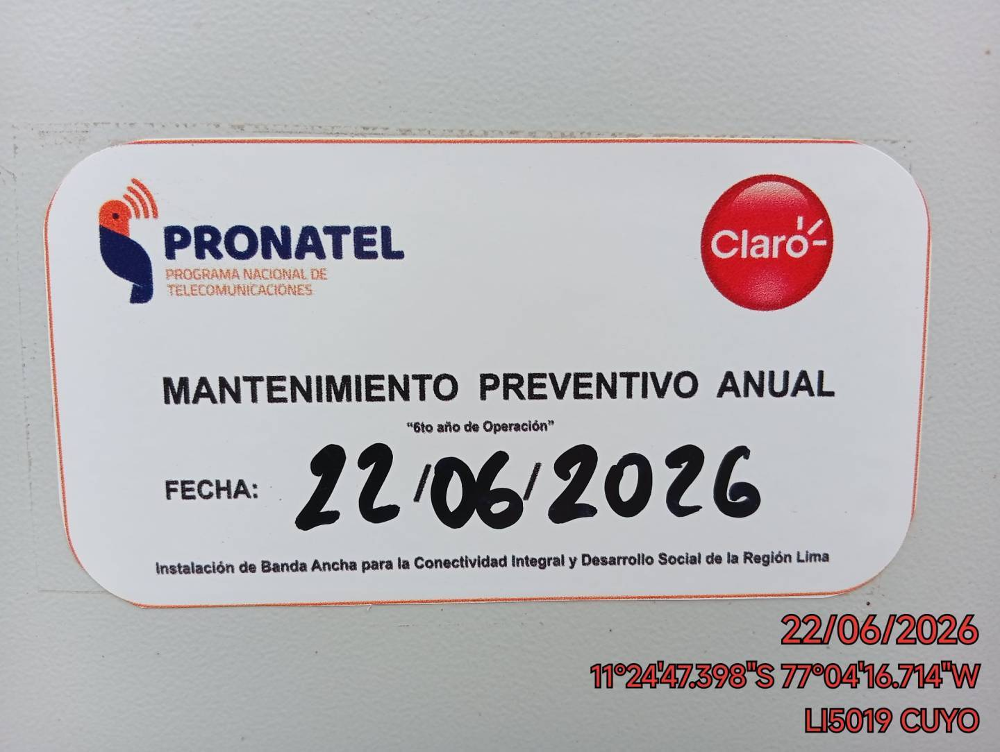 PRONATEL
PROGRAMA NACIONAL DE
TELECOMUNICACIONES
Claro
MANTENIMIENTO PREVENTIVO ANUAL
“6to año de Operación”
FECHA: 22/06/2026
Instalación de Banda Ancha para la Conectividad Integral y Desarrollo Social de la Región Lima
22/06/2026
11°24'47.398"S 77°04'16.714"W
LI5019 CUYO